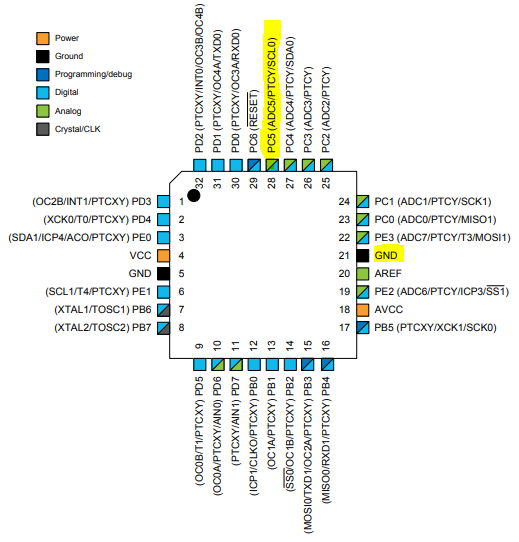 Power
Ground
Programming/debug
Digital
Analog
Crystal/CLK
PD2 (PTCXY/INT0/OC3B/OC4B)
PD1 (PTCXY/OC4A/TXD0)
PD0 (PTCXY/OC3A/RXD0)
PC6 (RESET)
PC5 (ADC5/PTCY/SCL0)
PC4 (ADC4/PTCY/SDA0)
PC3 (ADC3/PTCY)
PC2 (ADC2/PTCY)
32 31 30 29 28 27 26 25
(OC2B/INT1/PTCXY) PD3 1
(XCK0/T0/PTCXY) PD4 2
(SDA1/ICP4/ACO/PTCXY) PE0 3
VCC 4
GND 5
(SCL1/T4/PTCXY) PE1 6
(XTAL1/TOSC1) PB6 7
(XTAL2/TOSC2) PB7 8
24 PC1 (ADC1/PTCY/SCK1)
23 PC0 (ADC0/PTCY/MISO1)
22 PE3 (ADC7/PTCY/T3/MOSI1)
21 GND
20 AREF
19 PE2 (ADC6/PTCY/ICP3/SS1)
18 AVCC
17 PB5 (PTCXY/XCK1/SCK0)
9 10 11 12 13 14 15 16
(OC0B/T1/PTCXY) PD5
(OC0A/PTCXY/AIN0) PD6
(PTCXY/AIN1) PD7
(ICP1/CLKO/PTCXY) PB0
(OC1A/PTCXY) PB1
(SS0/OC1B/PTCXY) PB2
(MOSI0/TXD1/OC2A/PTCXY) PB3
(MISO0/RXD1/PTCXY) PB4